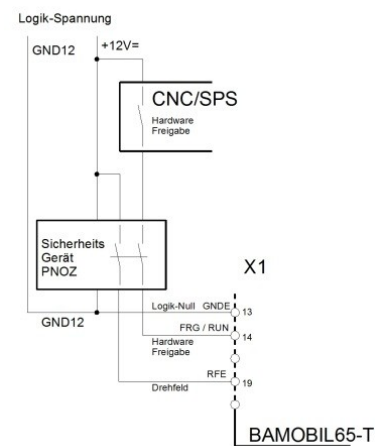 Logik-Spannung
GND12
+12V=
CNC/SPS
Hardware
Freigabe
Sicherheits
Gerät
PNOZ
X1
Logik-Null GNDE
13
GND12
FRG / RUN
14
Hardware
Freigabe
RFE
19
Drehfeld
BAMOBIL65-T